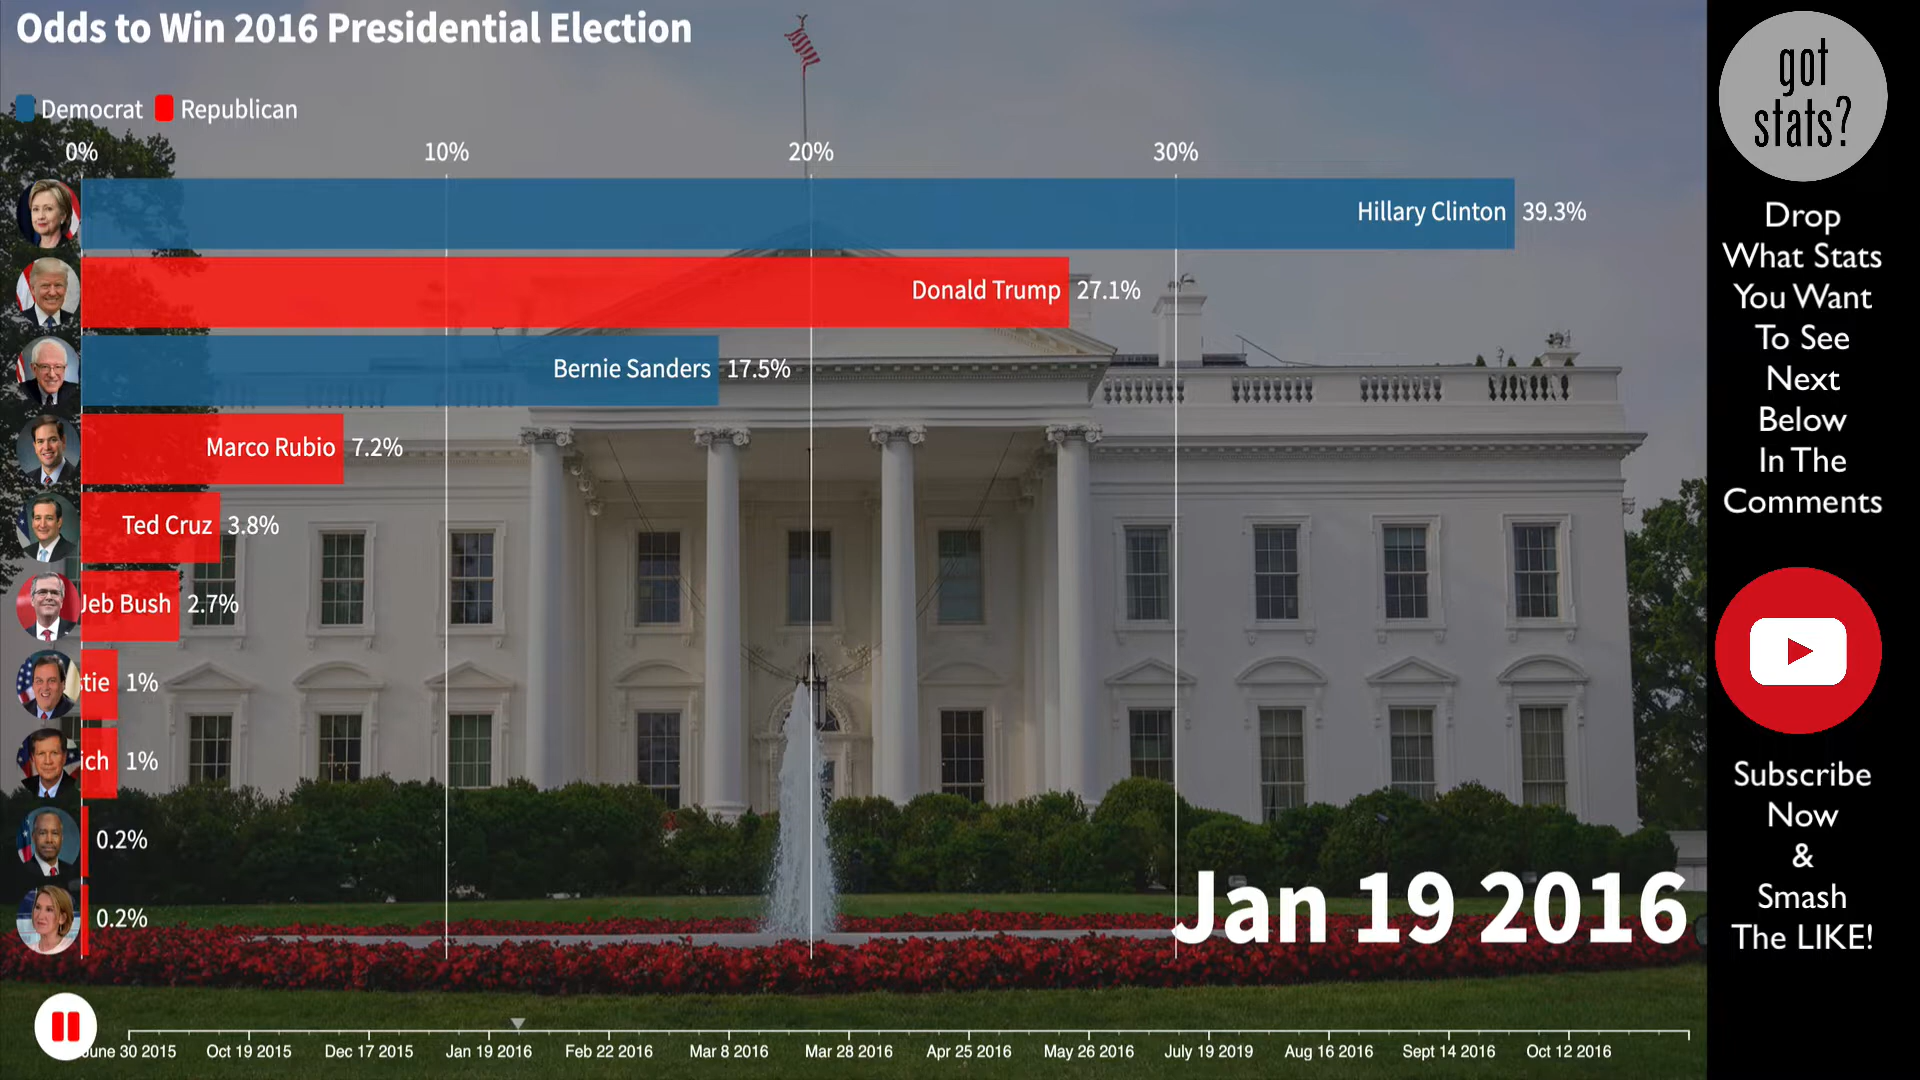 Odds to Win 2016 Presidential Election
Democrat Republican
0% 10% 20% 30%
Hillary Clinton 39.3%
Donald Trump 27.1%
Bernie Sanders 17.5%
Marco Rubio 7.2%
Ted Cruz 3.8%
Jeb Bush 2.7%
stie 1%
ich 1%
0.2%
0.2%
Jan 19 2016
June 30 2015 Oct 19 2015 Dec 17 2015 Jan 19 2016 Feb 22 2016 Mar 8 2016 Mar 28 2016 Apr 25 2016 May 26 2016 July 19 2019 Aug 16 2016 Sept 14 2016 Oct 12 2016
got
stats?
Drop
What Stats
You Want
To See
Next
Below
In The
Comments
Subscribe
Now
&
Smash
The LIKE!